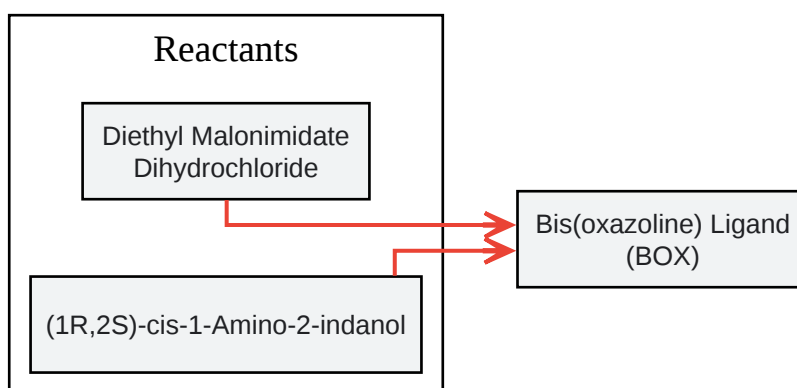 Reactants
Diethyl Malonimidate
Dihydrochloride
Bis(oxazoline) Ligand
(BOX)
(1R,2S)-cis-1-Amino-2-indanol